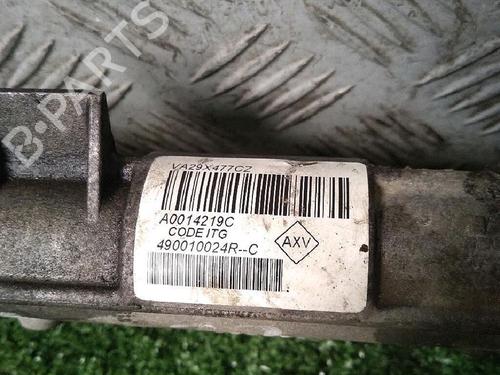 B-PARTS
VA29X477CZ
A0014219C
CODE ITG
AXV
490010024R--C